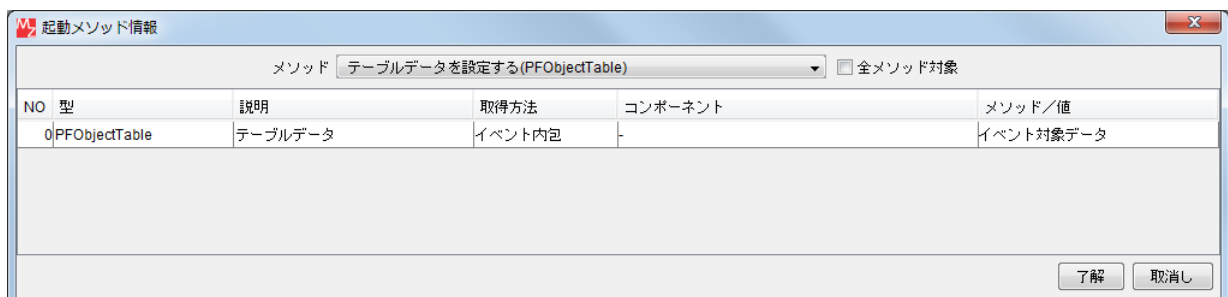 起動メソッド情報
メソッド テーブルデータを設定する(PFObjectTable) 全メソッド対象
NO 型 説明 取得方法 コンポーネント メソッド／値
0 PFObjectTable テーブルデータ イベント内包 - イベント対象データ
了解 取消し